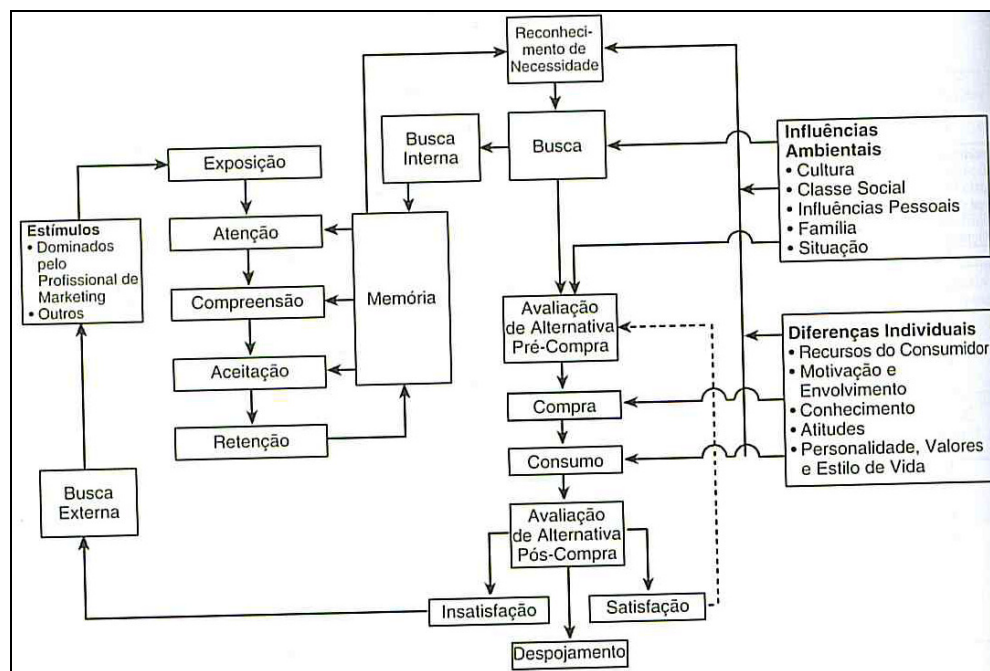 Reconheci-
mento de
Necessidade
Busca
Interna
Busca
Influências
Ambientais
• Cultura
• Classe Social
• Influências Pessoais
• Família
• Situação
Exposição
Atenção
Compreensão
Aceitação
Retenção
Memória
Estímulos
• Dominados
pelo
Profissional de
Marketing
• Outros
Avaliação
de Alternativa
Pré-Compra
Diferenças Individuais
• Recursos do Consumidor
• Motivação e
Envolvimento
• Conhecimento
• Atitudes
• Personalidade, Valores
e Estilo de Vida
Compra
Consumo
Busca
Externa
Avaliação
de Alternativa
Pós-Compra
Insatisfação
Satisfação
Despojamento